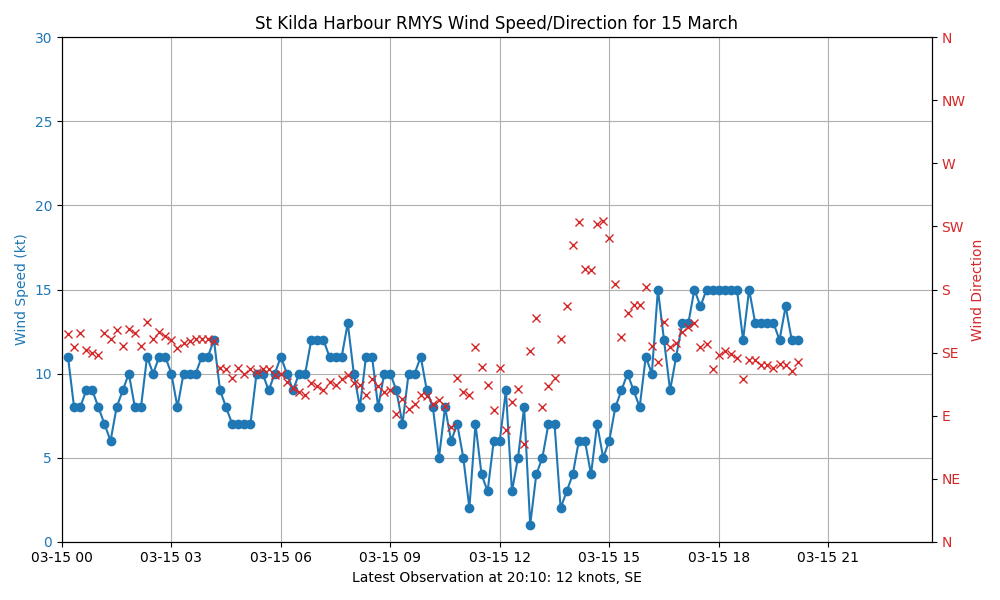 St Kilda Harbour RMYS Wind Speed/Direction for 15 March
30
25
20
15
10
5
0
Wind Speed (kt)
N
NW
W
SW
S
SE
E
NE
N
Wind Direction
03-15 00
03-15 03
03-15 06
03-15 09
03-15 12
03-15 15
03-15 18
03-15 21
Latest Observation at 20:10: 12 knots, SE